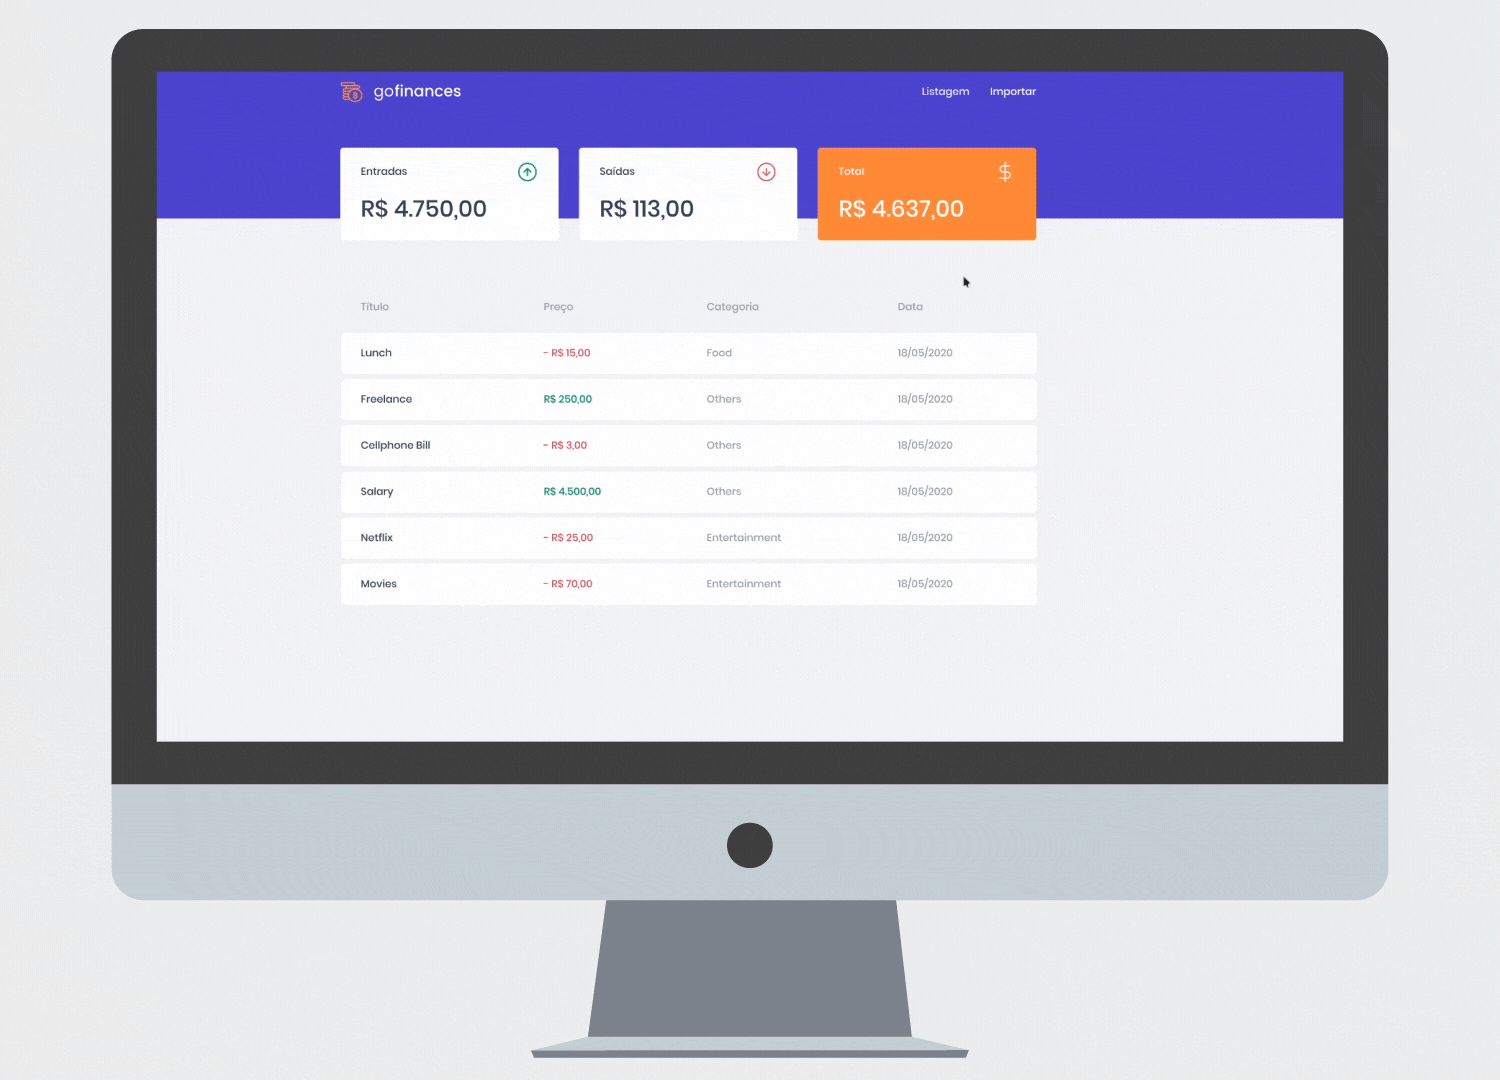 gofinances
Listagem Importar
Entradas
R$ 4.750,00
Saídas
R$ 113,00
Total
$
R$ 4.637,00
Título Preço Categoria Data
Lunch - R$ 15,00 Food 18/05/2020
Freelance R$ 250,00 Others 18/05/2020
Cellphone Bill - R$ 3,00 Others 18/05/2020
Salary R$ 4.500,00 Others 18/05/2020
Netflix - R$ 25,00 Entertainment 18/05/2020
Movies - R$ 70,00 Entertainment 18/05/2020